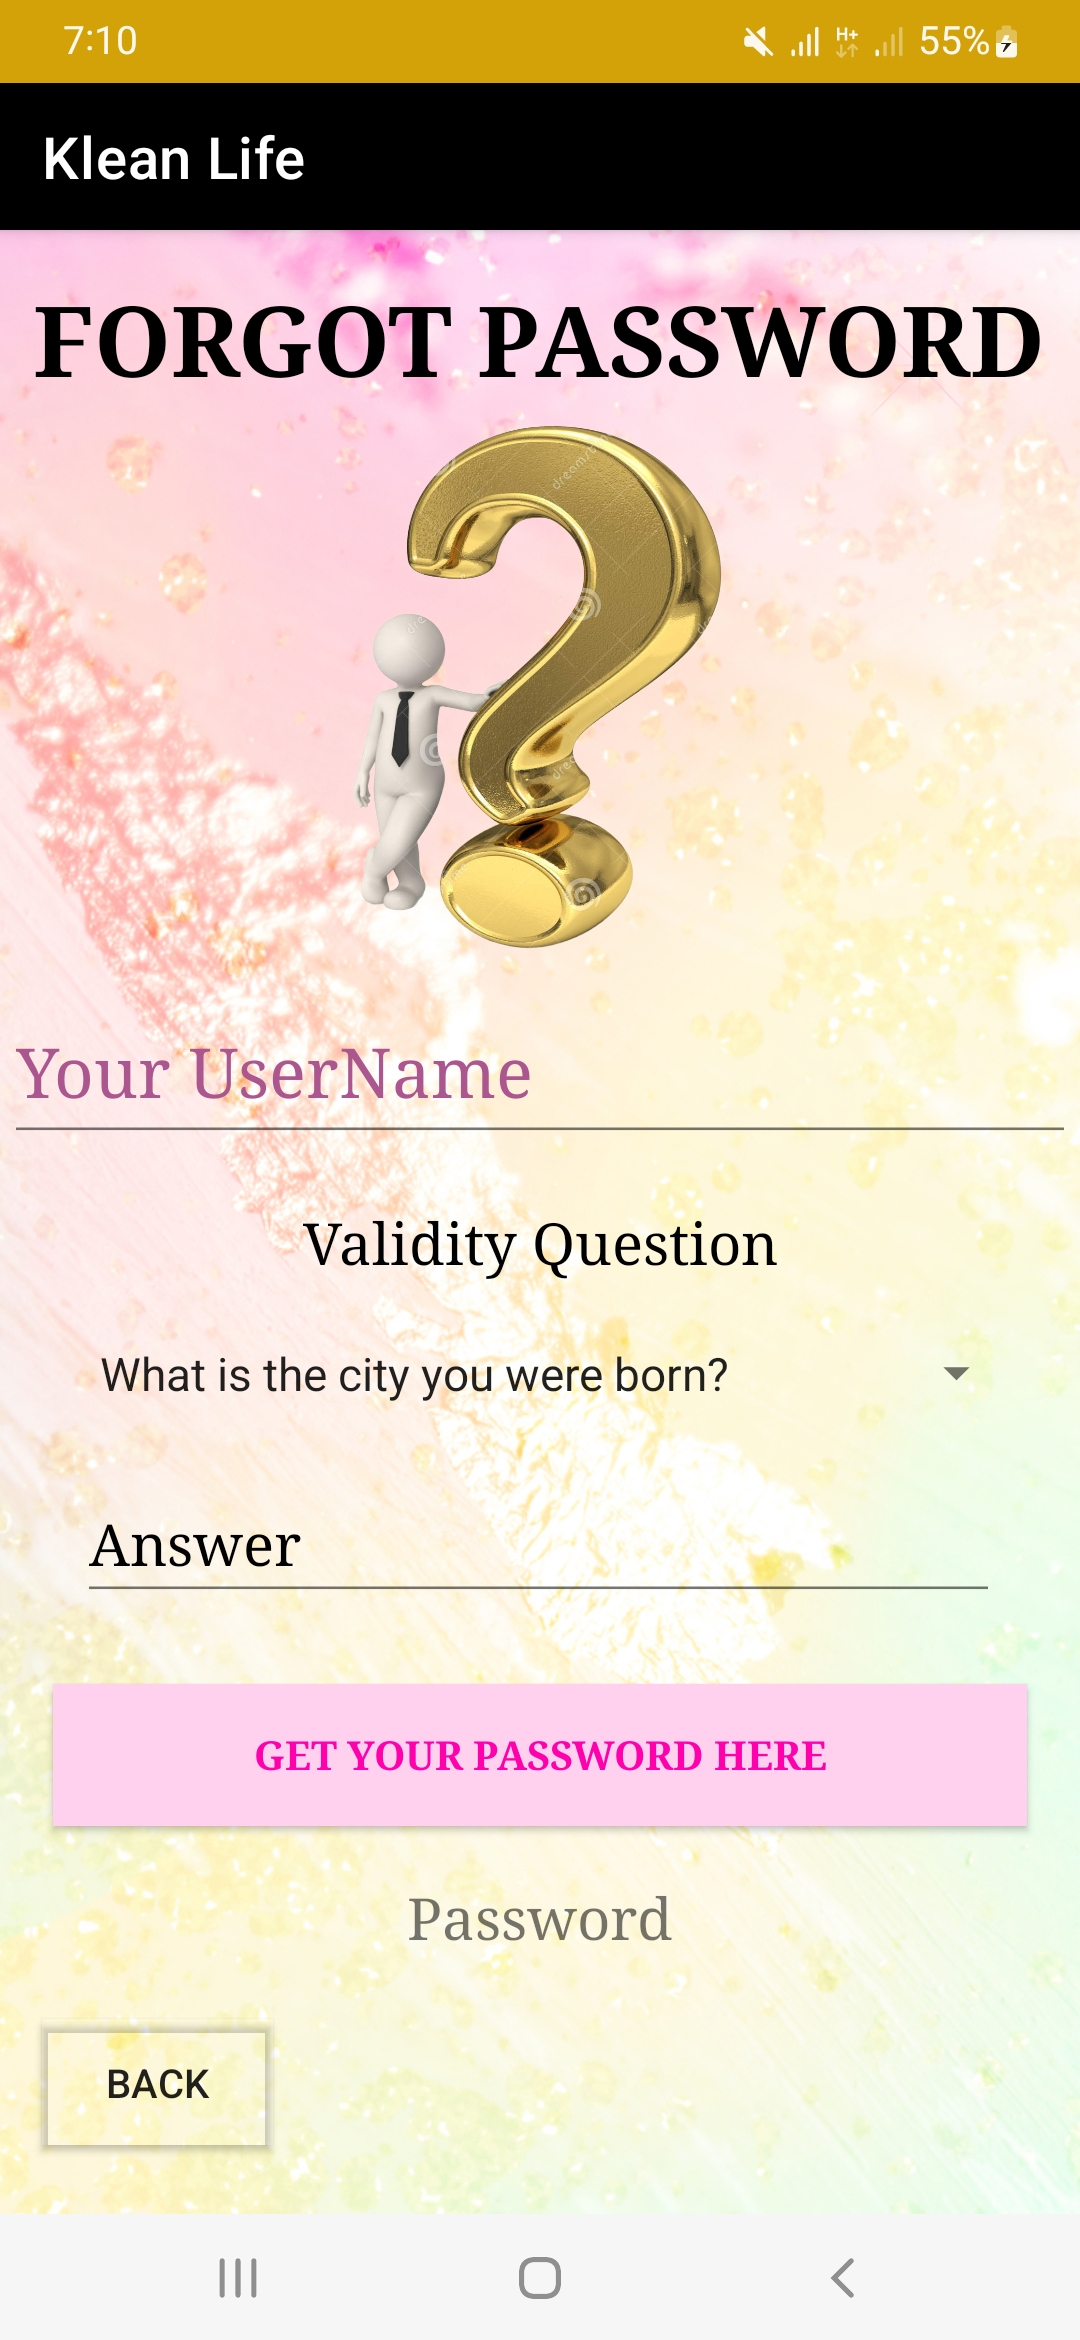 7:10
H+
55%
Klean Life
FORGOT PASSWORD
Your UserName
Validity Question
What is the city you were born?
Answer
GET YOUR PASSWORD HERE
Password
BACK